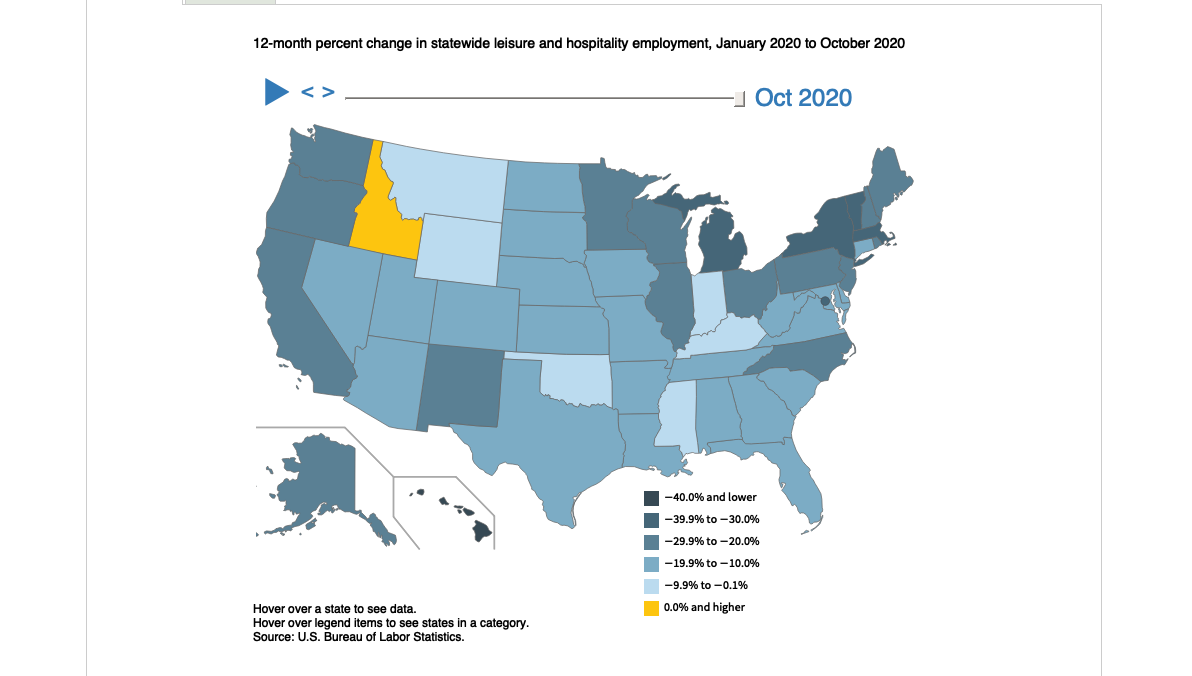 12-month percent change in statewide leisure and hospitality employment, January 2020 to October 2020
< > Oct 2020
−40.0% and lower
−39.9% to −30.0%
−29.9% to −20.0%
−19.9% to −10.0%
−9.9% to −0.1%
0.0% and higher
Hover over a state to see data.
Hover over legend items to see states in a category.
Source: U.S. Bureau of Labor Statistics.